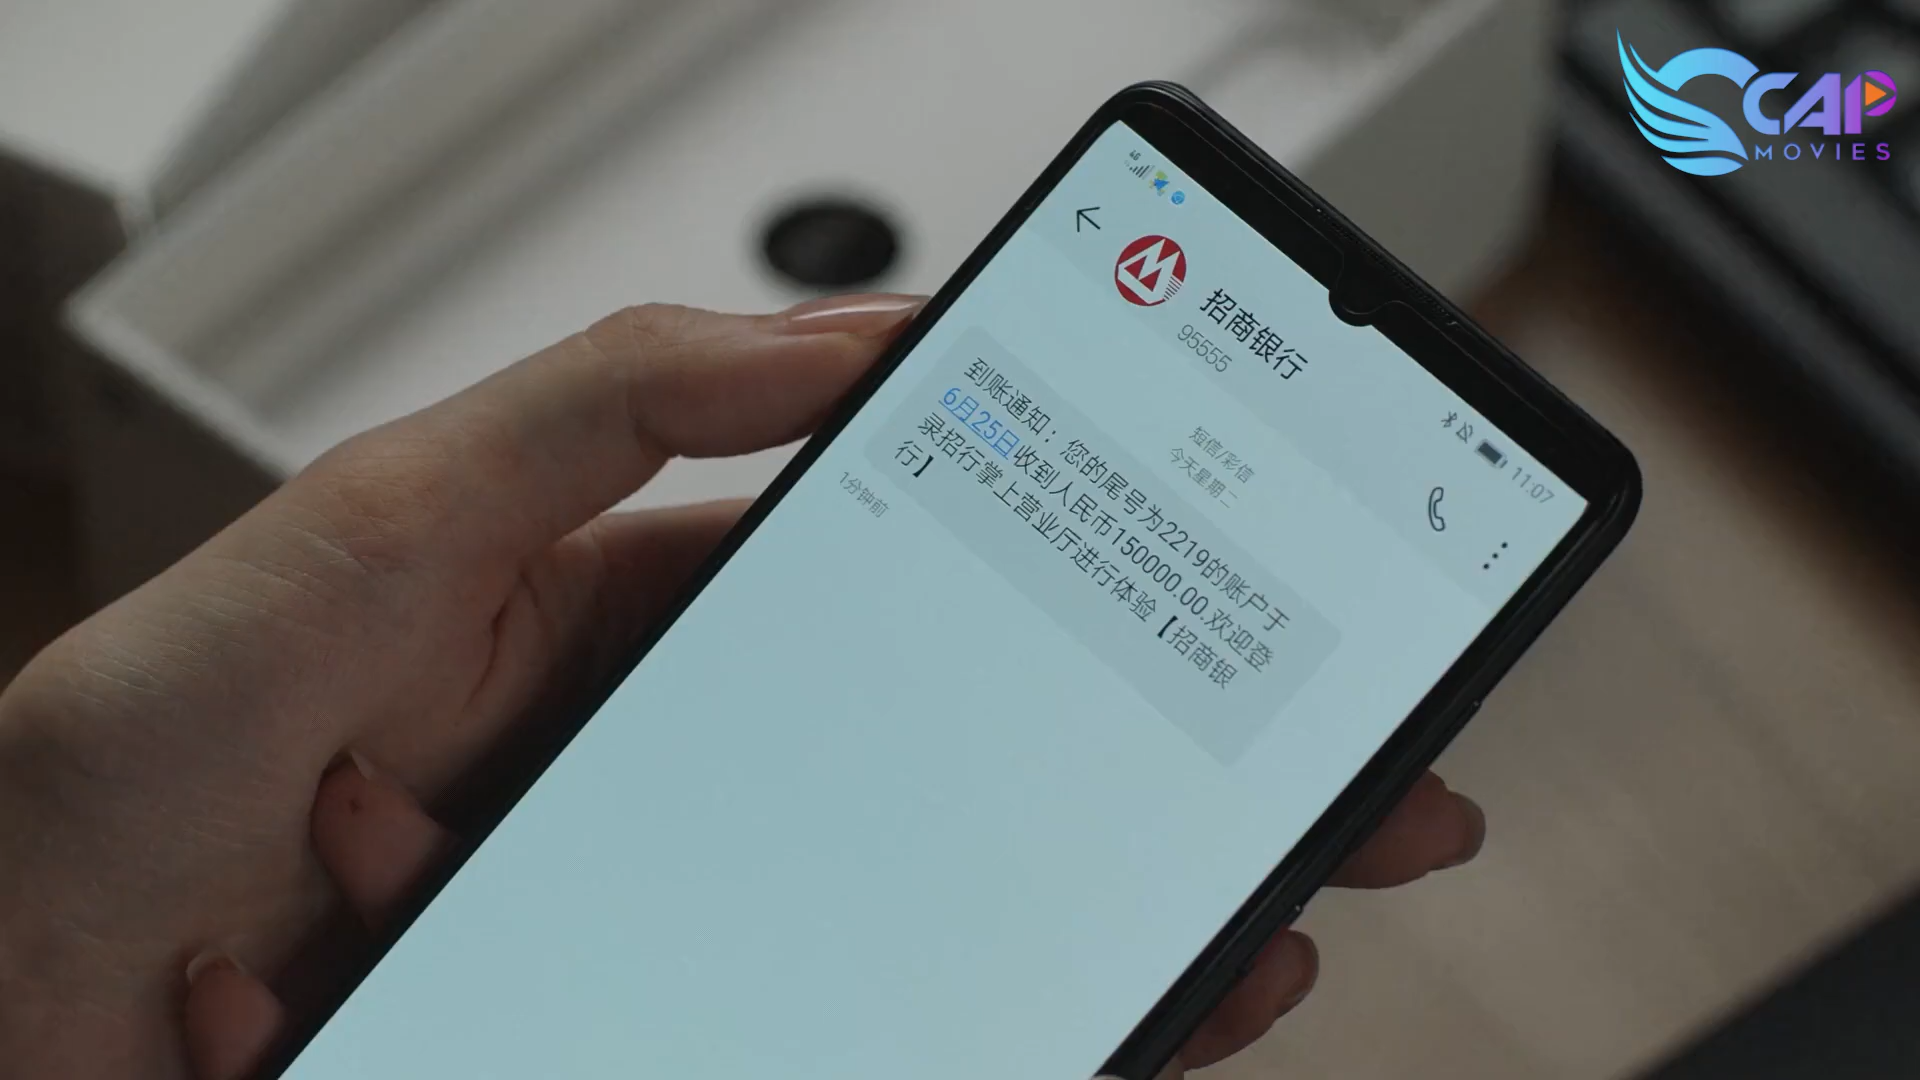 CAP
MOVIES
4G
11:07
招商银行
95555
短信/彩信
今天星期二
到账通知：您的尾号为2219的账户于
6月25日收到人民币150000.00.欢迎登
录招行掌上营业厅进行体验【招商银
行】
1分钟前